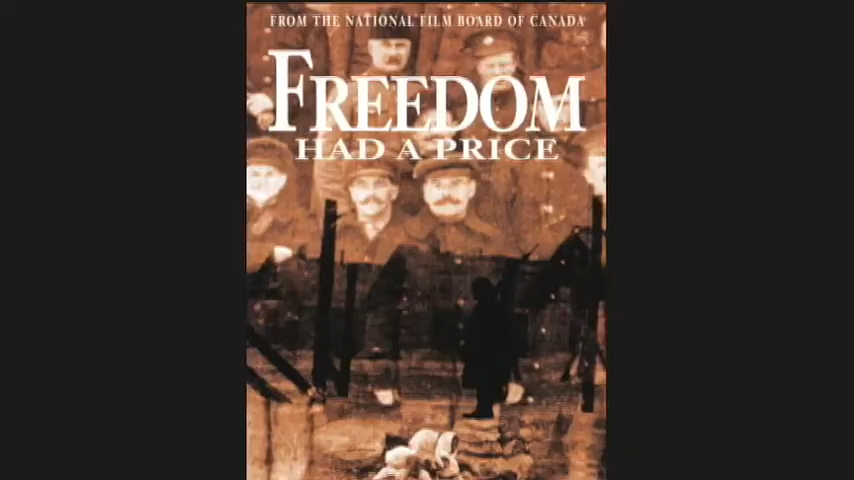 FROM THE NATIONAL FILM BOARD OF CANADA
FREEDOM
HAD A PRICE